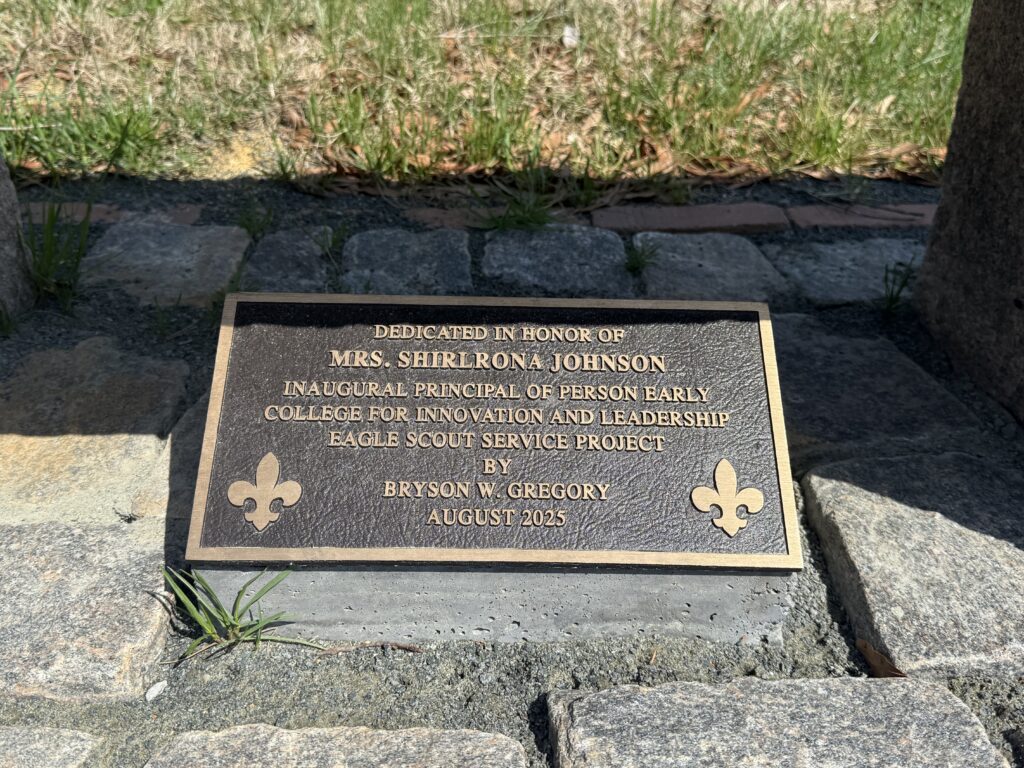 DEDICATED IN HONOR OF
MRS. SHIRLRONA JOHNSON
INAUGURAL PRINCIPAL OF PERSON EARLY
COLLEGE FOR INNOVATION AND LEADERSHIP
EAGLE SCOUT SERVICE PROJECT
BY
BRYSON W. GREGORY
AUGUST 2025